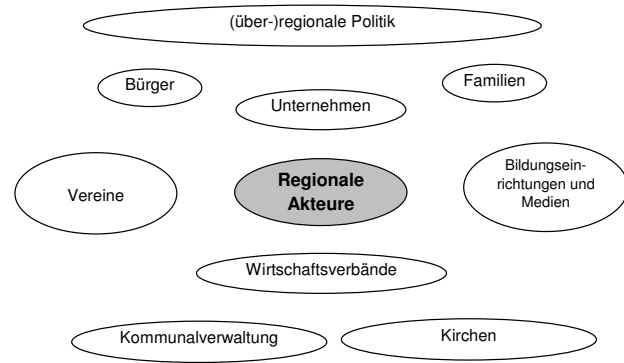 (über-)regionale Politik
Bürger
Familien
Unternehmen
Vereine
Regionale
Akteure
Bildungsein-
richtungen und
Medien
Wirtschaftsverbände
Kommunalverwaltung
Kirchen